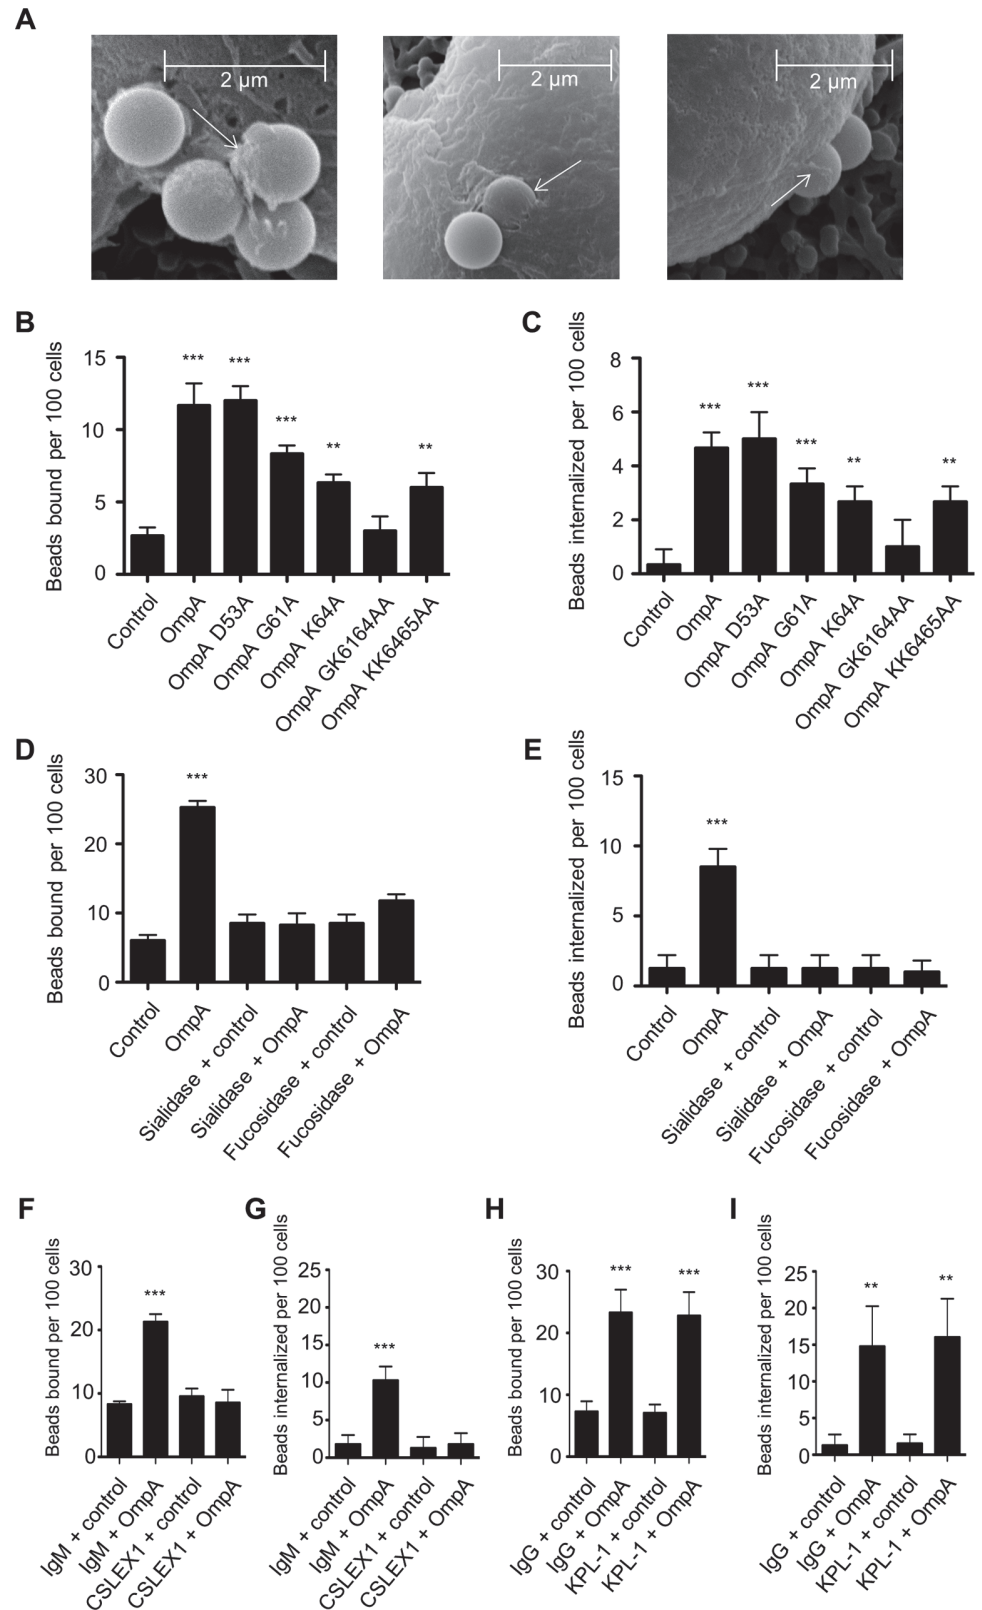 A
2 μm
2 μm
2 μm
B
Beads bound per 100 cells
15
10
5
0
***
***
***
**
**
Control
OmpA
OmpA D53A
OmpA G61A
OmpA K64A
OmpA GK6164AA
OmpA KK6465AA
C
Beads internalized per 100 cells
8
6
4
2
0
***
***
***
**
**
Control
OmpA
OmpA D53A
OmpA G61A
OmpA K64A
OmpA GK6164AA
OmpA KK6465AA
D
Beads bound per 100 cells
30
20
10
0
***
Control
OmpA
Sialidase + control
Sialidase + OmpA
Fucosidase + control
Fucosidase + OmpA
E
Beads internalized per 100 cells
15
10
5
0
***
Control
OmpA
Sialidase + control
Sialidase + OmpA
Fucosidase + control
Fucosidase + OmpA
F
Beads bound per 100 cells
30
20
10
0
***
IgM + control
IgM + OmpA
CSLEX1 + control
CSLEX1 + OmpA
G
Beads internalized per 100 cells
25
20
15
10
5
0
***
IgM + control
IgM + OmpA
CSLEX1 + control
CSLEX1 + OmpA
H
Beads bound per 100 cells
30
20
10
0
***
***
IgG + control
IgG + OmpA
KPL-1 + control
KPL-1 + OmpA
I
Beads internalized per 100 cells
25
20
15
10
5
0
**
**
IgG + control
IgG + OmpA
KPL-1 + control
KPL-1 + OmpA